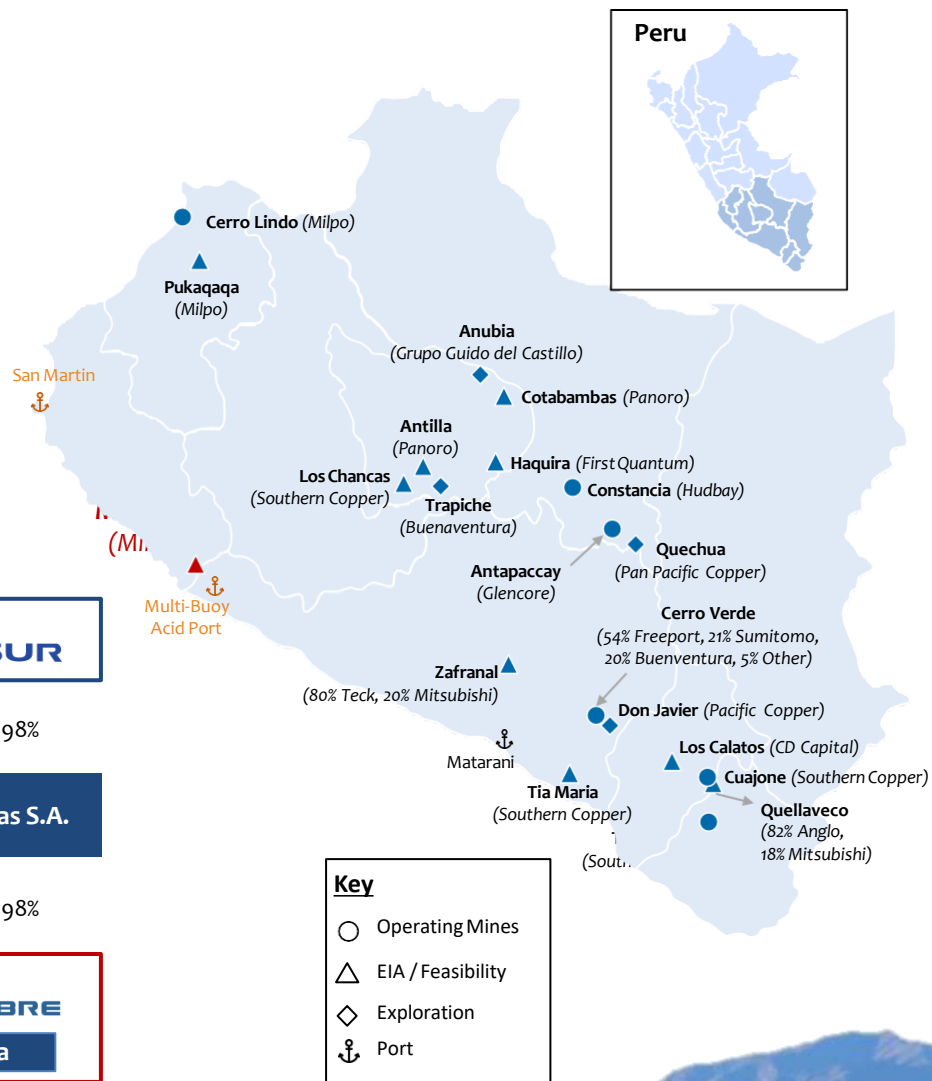 Peru
Cerro Lindo (Milpo)
Pukaqaqa
(Milpo)
San Martin
Anubia
(Grupo Guido del Castillo)
Cotabambas (Panoro)
Antilla
(Panoro)
Haquira (First Quantum)
Los Chancas
(Southern Copper)
Constancia (Hudbay)
Trapiche
(Buenaventura)
Antapaccay
(Glencore)
Quechua
(Pan Pacific Copper)
Multi-Buoy
Acid Port
Cerro Verde
(54% Freeport, 21% Sumitomo,
20% Buenventura, 5% Other)
SUR
Zafranal
(80% Teck, 20% Mitsubishi)
98%
Don Javier (Pacific Copper)
Matarani
Los Calatos (CD Capital)
Cuajone (Southern Copper)
Tia Maria
(Southern Copper)
as S.A.
Quellaveco
(82% Anglo,
18% Mitsubishi)
98%
Key
Operating Mines
EIA / Feasibility
Exploration
Port
BRE
a